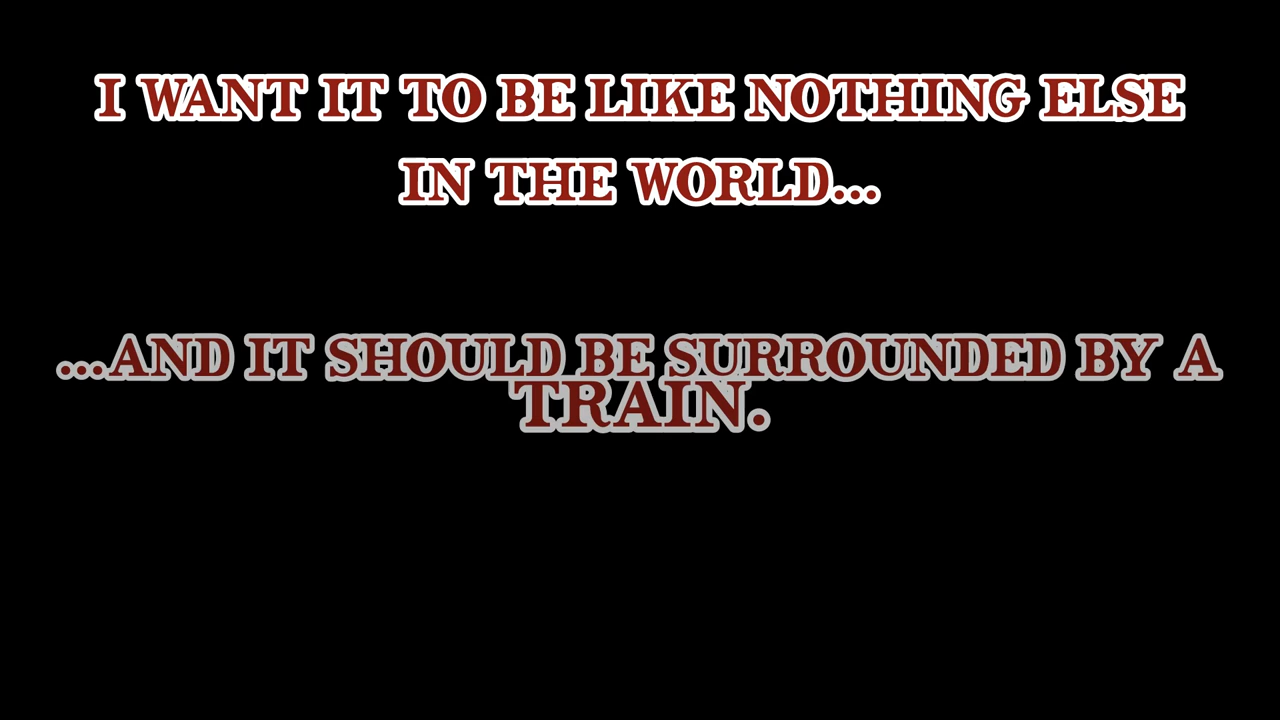 I WANT IT TO BE LIKE NOTHING ELSE
IN THE WORLD...
...AND IT SHOULD BE SURROUNDED BY A
TRAIN.